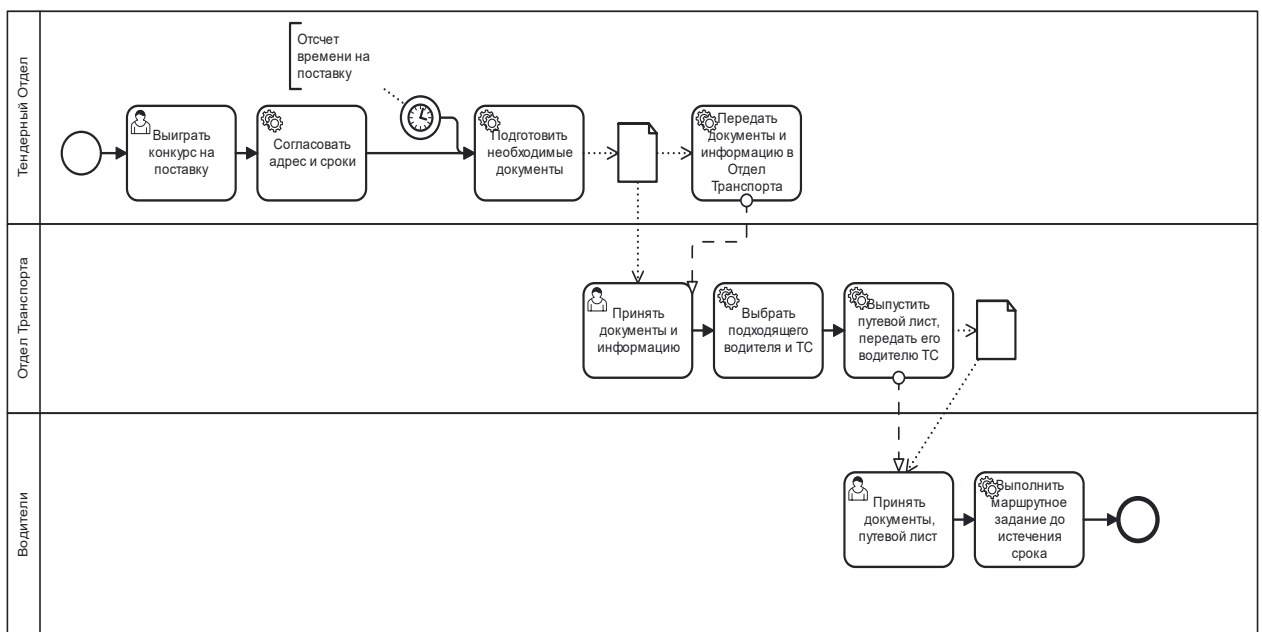 Тендерный Отдел
Отсчет
времени на
поставку
Выиграть
конкурс на
поставку
Согласовать
адрес и сроки
Подготовить
необходимые
документы
Передать
документы и
информацию в
Отдел
Транспорта
Отдел Транспорта
Принять
документы и
информацию
Выбрать
подходящего
водителя и ТС
Выпустить
путевой лист,
передать его
водителю ТС
Водители
Принять
документы,
путевой лист
Выполнить
маршрутное
задание до
истечения
срока